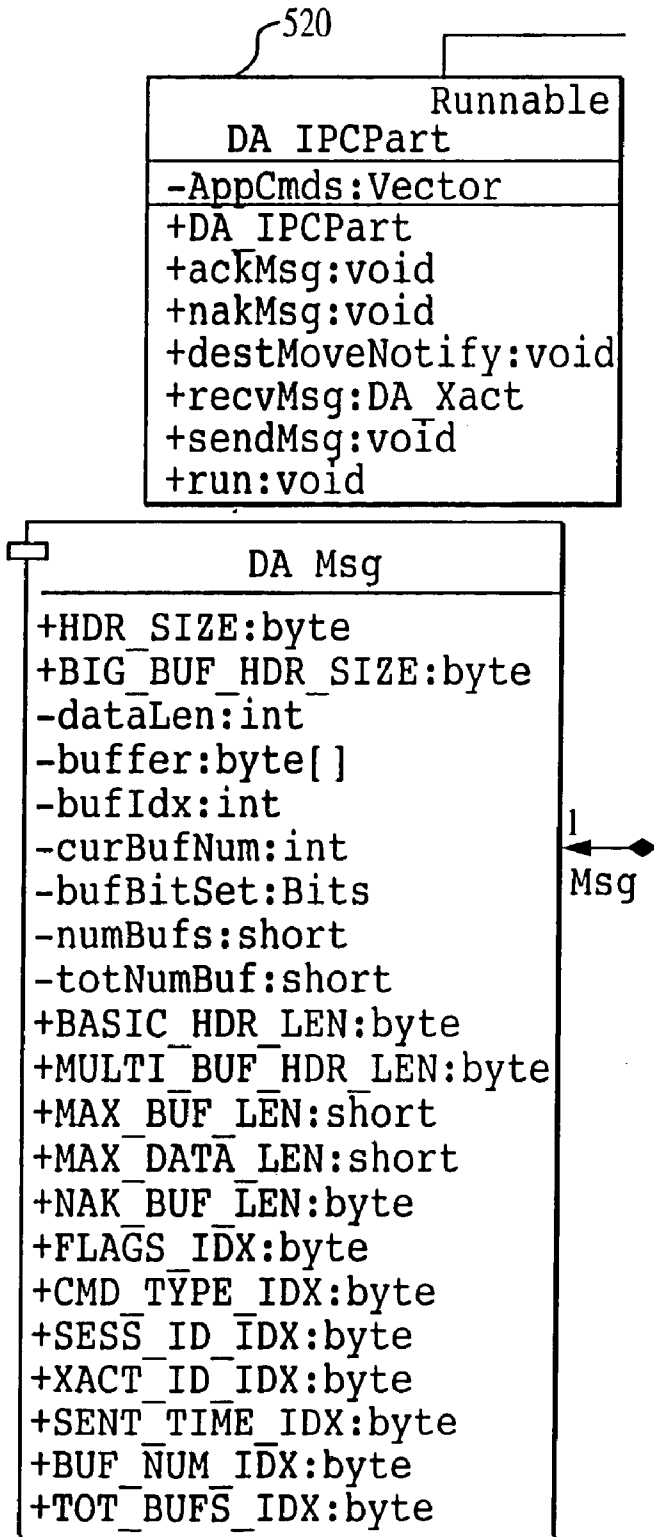 520
Runnable
DA IPCPart
-AppCmds:Vector
+DA_IPCPart
+ackMsg:void
+nakMsg:void
+destMoveNotify:void
+recvMsg:DA_Xact
+sendMsg:void
+run:void
DA Msg
+HDR_SIZE:byte
+BIG_BUF_HDR_SIZE:byte
-dataLen:int
-buffer:byte[]
-bufIdx:int
-curBufNum:int
-bufBitSet:Bits
-numBufs:short
-totNumBuf:short
+BASIC_HDR_LEN:byte
+MULTI_BUF_HDR_LEN:byte
+MAX_BUF_LEN:short
+MAX_DATA_LEN:short
+NAK_BUF_LEN:byte
+FLAGS_IDX:byte
+CMD_TYPE_IDX:byte
+SESS_ID_IDX:byte
+XACT_ID_IDX:byte
+SENT_TIME_IDX:byte
+BUF_NUM_IDX:byte
+TOT_BUFS_IDX:byte
1
Msg